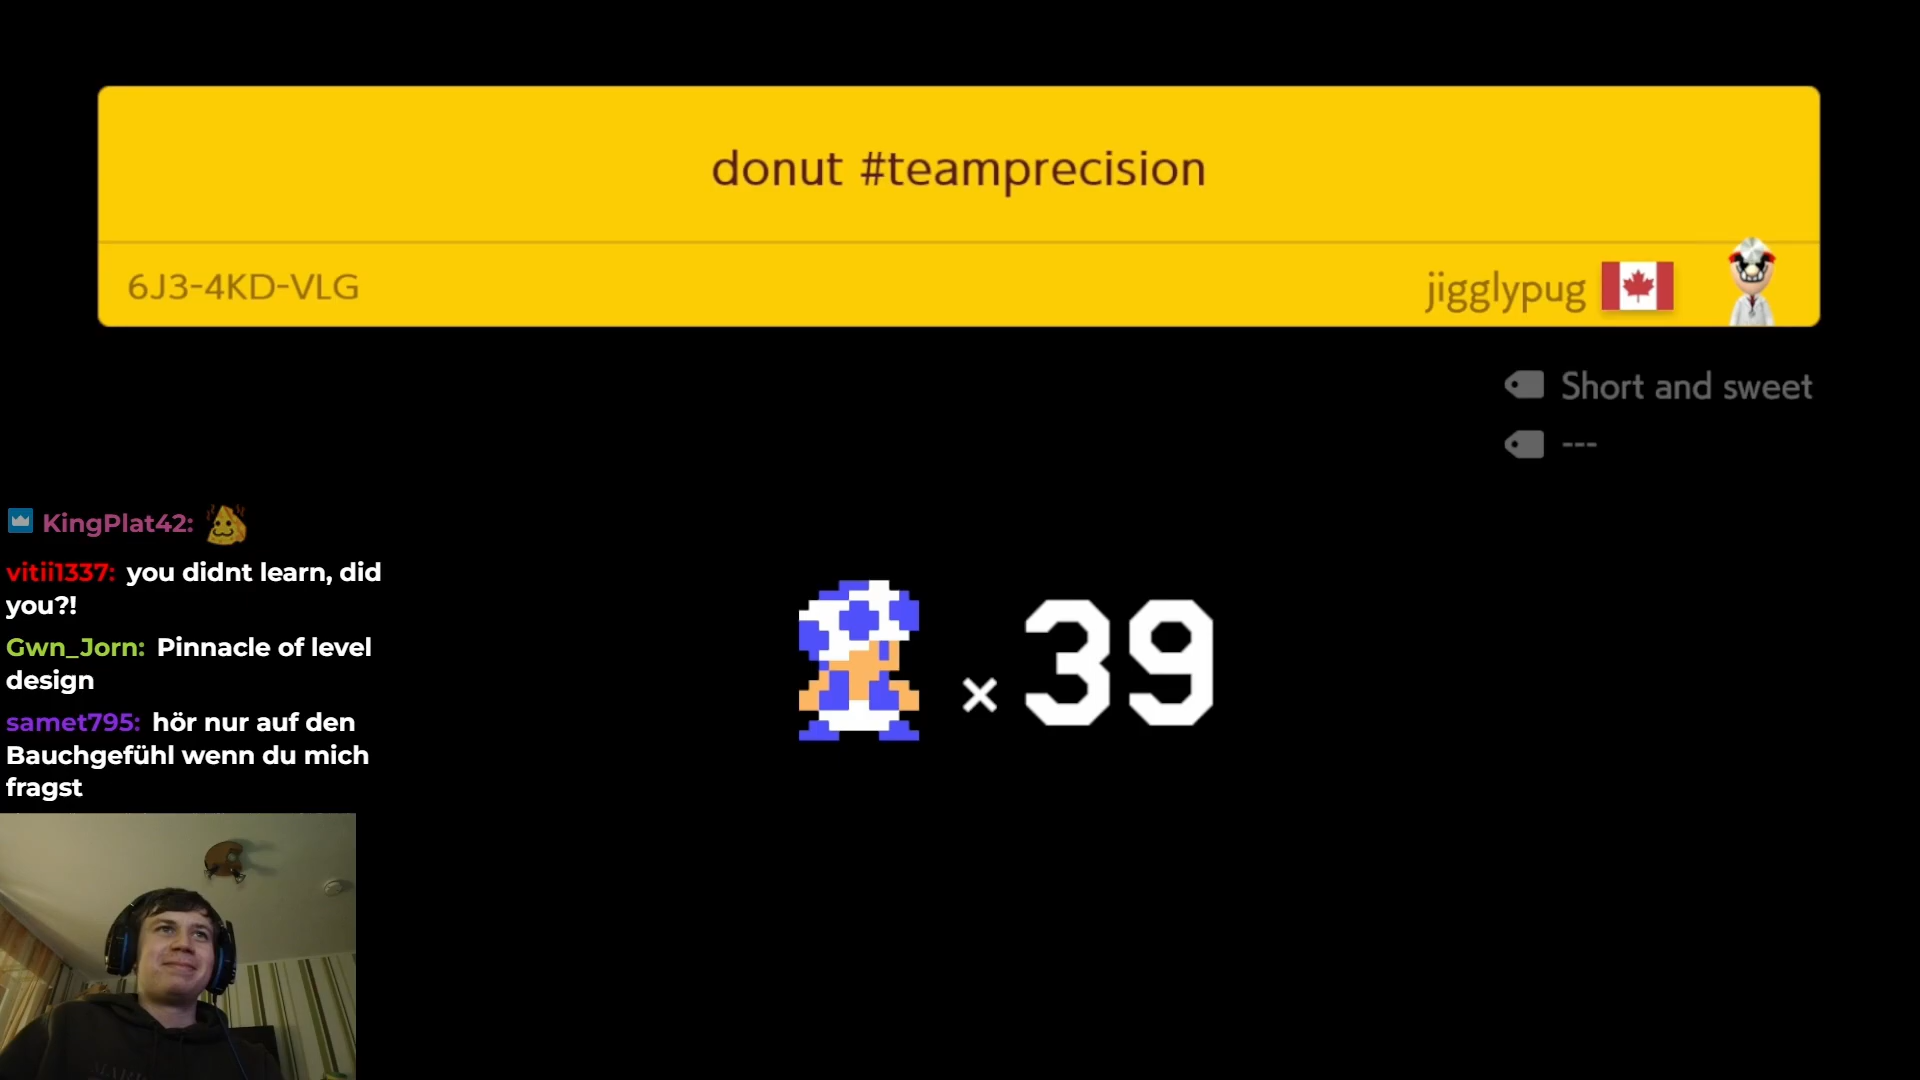 donut #teamprecision
6J3-4KD-VLG
jigglypug
Short and sweet
---
KingPlat42:
vitii1337: you didnt learn, did
you?!
Gwn_Jorn: Pinnacle of level
design
samet795: hör nur auf den
Bauchgefühl wenn du mich
fragst
× 39